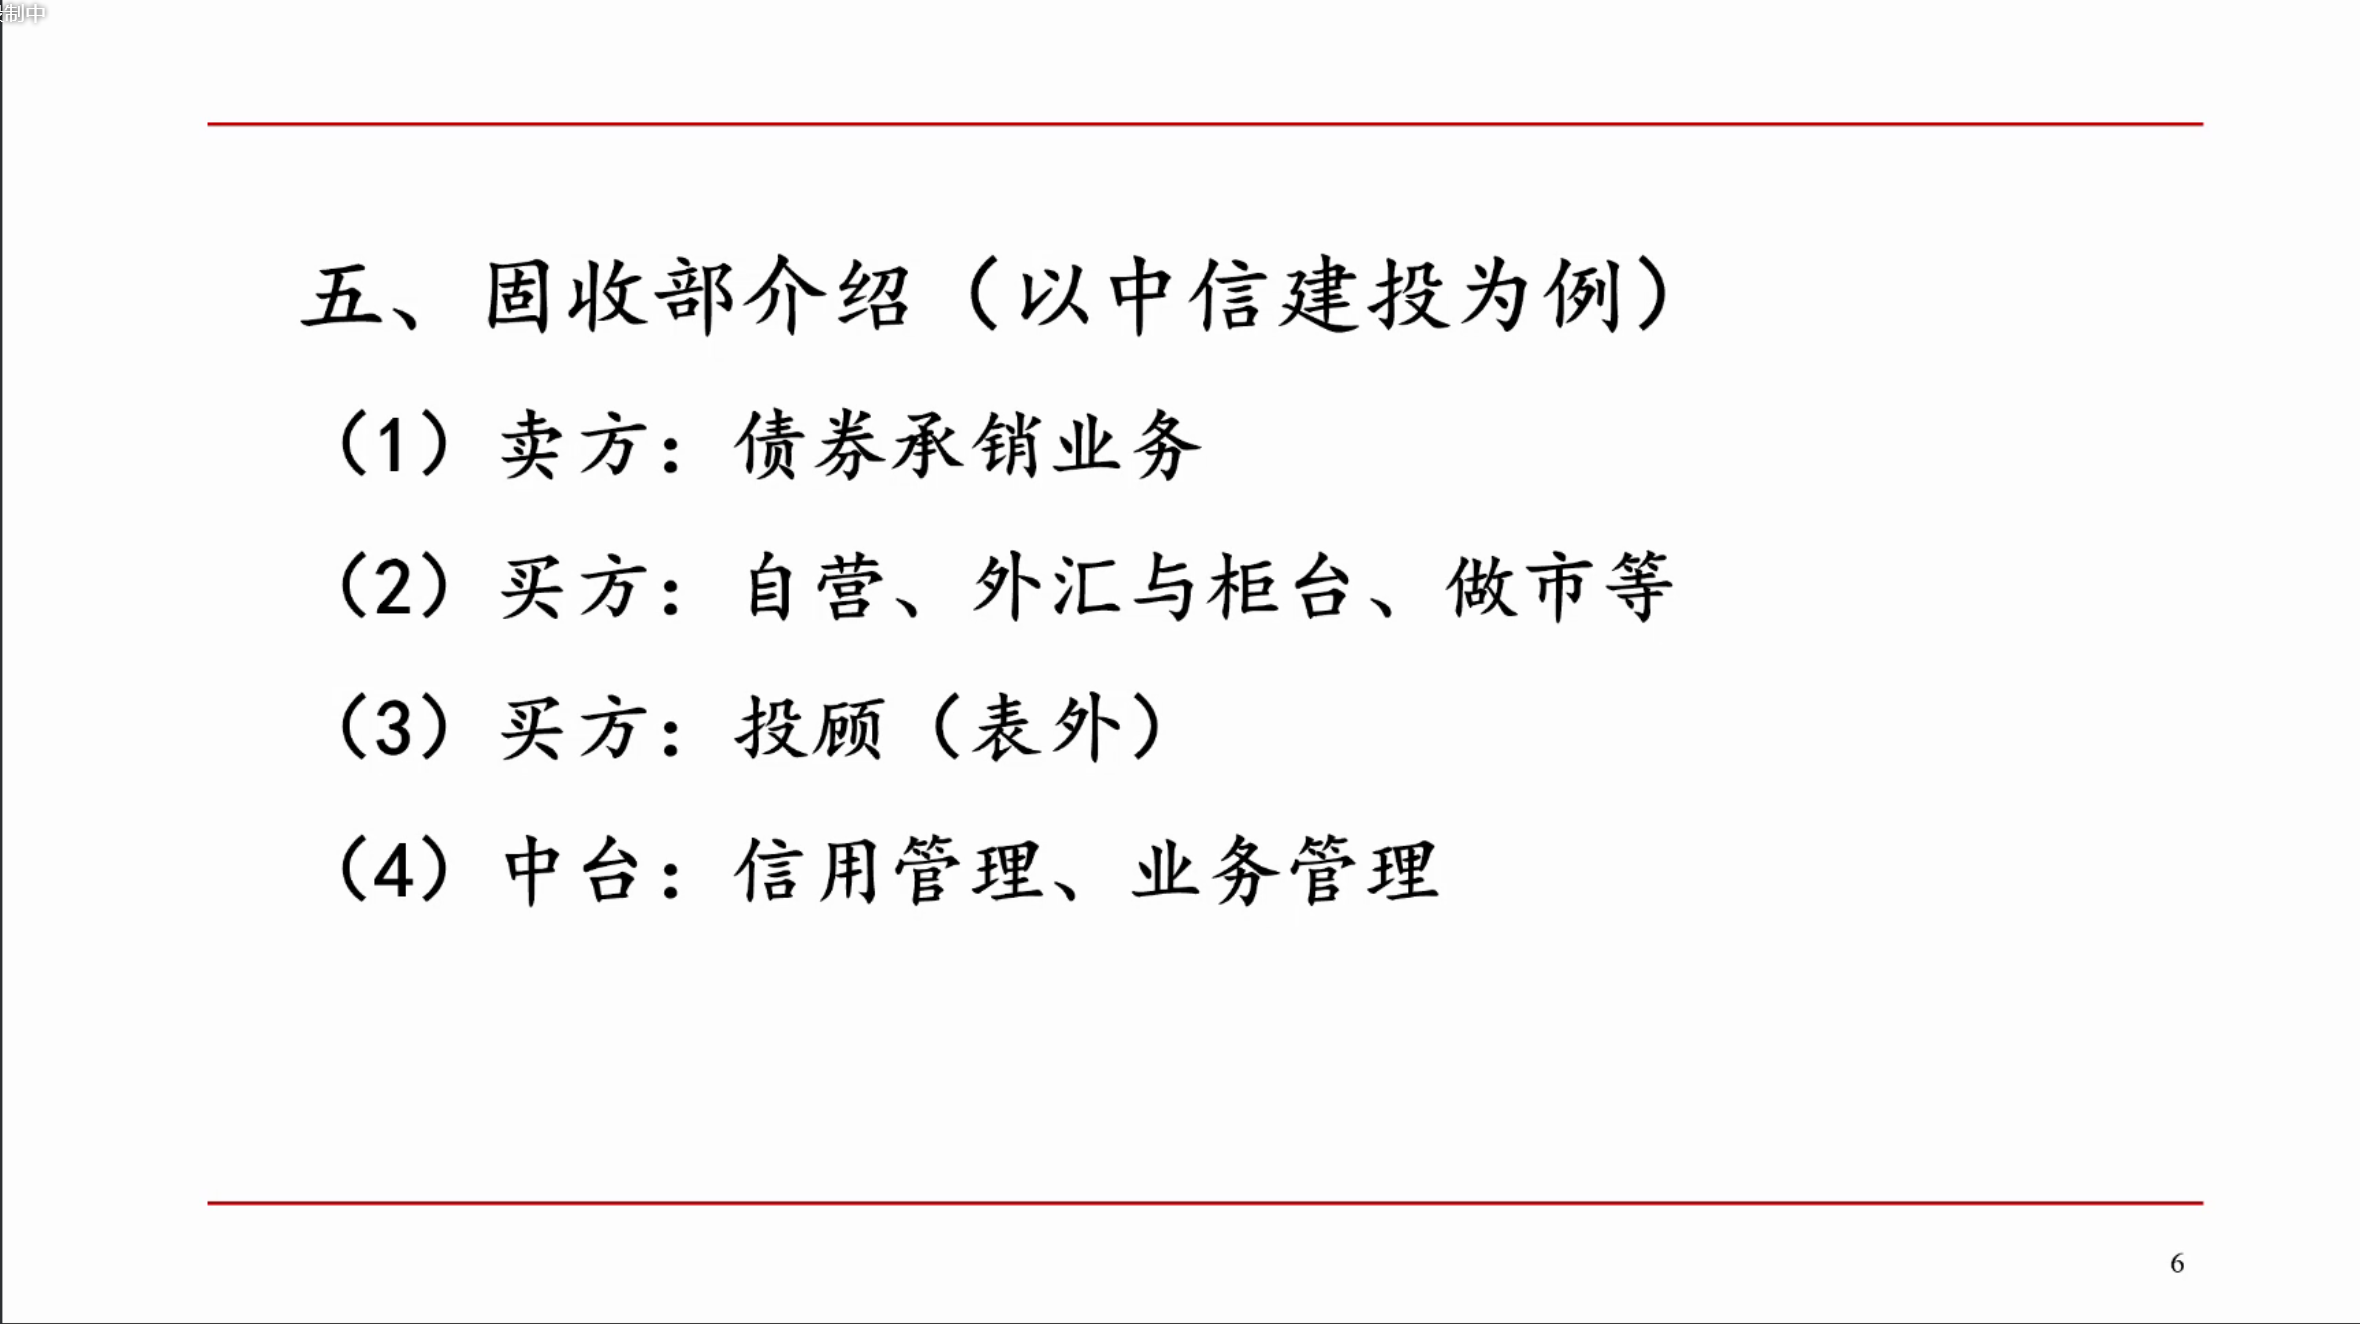 制中
五、固收部介绍（以中信建投为例）
（1）卖方：债券承销业务
（2）买方：自营、外汇与柜台、做市等
（3）买方：投顾（表外）
（4）中台：信用管理、业务管理
6